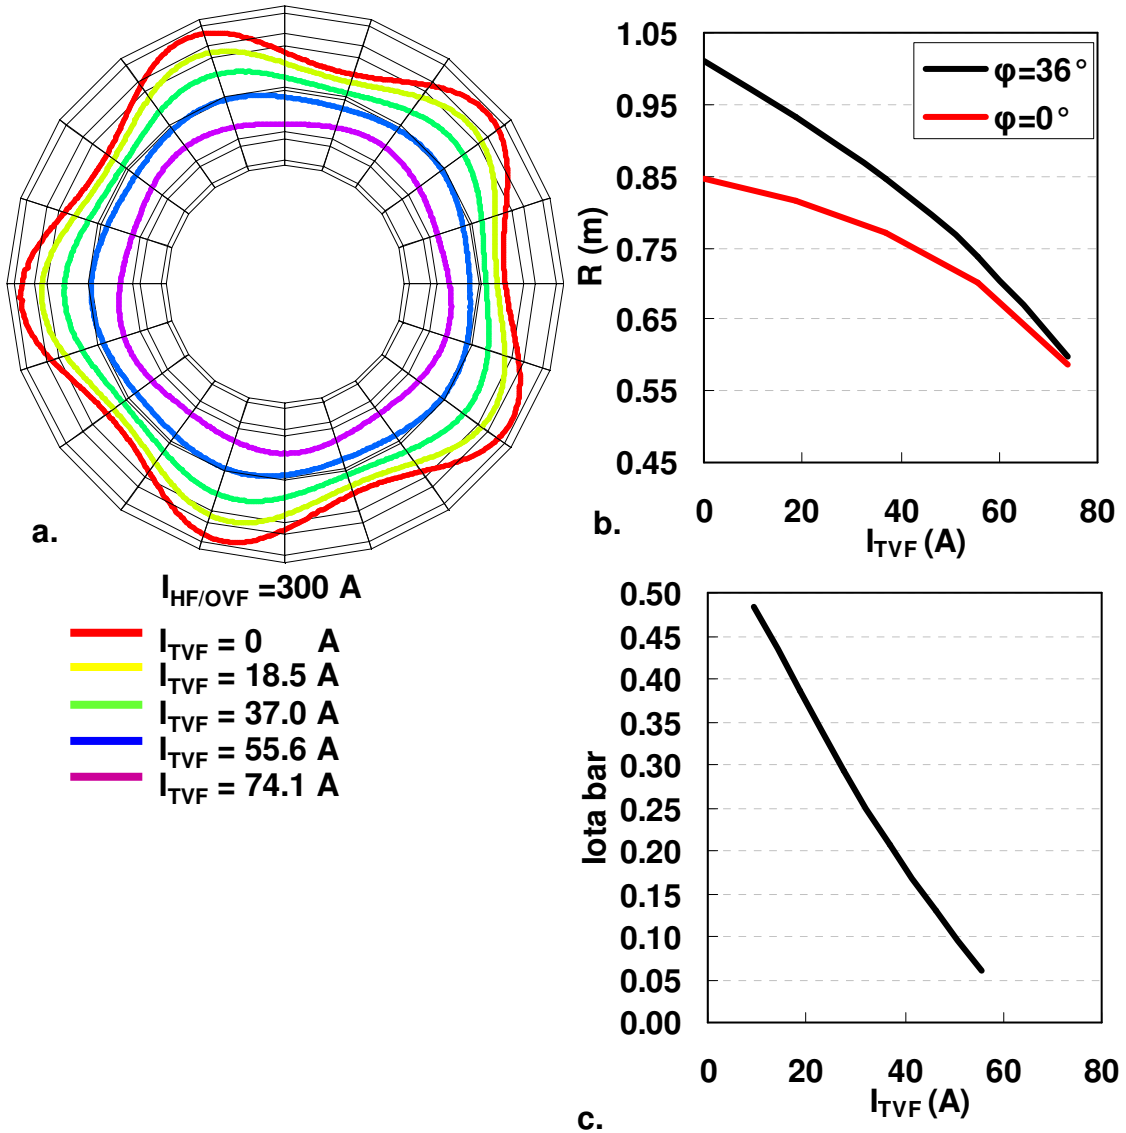 a.
I_HF/OVF =300 A
I_TVF = 0 A
I_TVF = 18.5 A
I_TVF = 37.0 A
I_TVF = 55.6 A
I_TVF = 74.1 A
1.05
0.95
0.85
0.75
0.65
0.55
0.45
R (m)
φ=36°
φ=0°
0 20 40 60 80
I_TVF (A)
b.
0.50
0.45
0.40
0.35
0.30
0.25
0.20
0.15
0.10
0.05
0.00
Iota bar
0 20 40 60 80
I_TVF (A)
c.